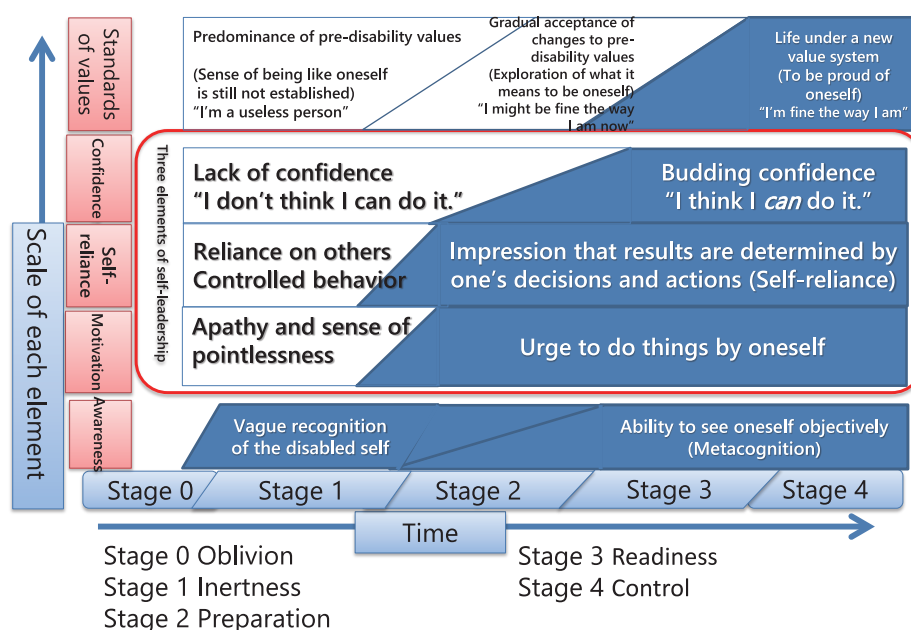 Standards
of values
Predominance of pre-disability values
(Sense of being like oneself
is still not established)
"I'm a useless person"
Gradual acceptance of
changes to pre-
disability values
(Exploration of what it
means to be oneself)
"I might be fine the way
I am now"
Life under a new
value system
(To be proud of
oneself)
"I'm fine the way I am"
Confidence
Three elements of self-leadership
Lack of confidence
"I don't think I can do it."
Budding confidence
"I think I can do it."
Scale of each element
Self-
reliance
Reliance on others
Controlled behavior
Impression that results are determined by
one's decisions and actions (Self-reliance)
Motivation
Apathy and sense of
pointlessness
Urge to do things by oneself
Awareness
Vague recognition
of the disabled self
Ability to see oneself objectively
(Metacognition)
Stage 0
Stage 1
Stage 2
Stage 3
Stage 4
Time
Stage 0 Oblivion
Stage 1 Inertness
Stage 2 Preparation
Stage 3 Readiness
Stage 4 Control